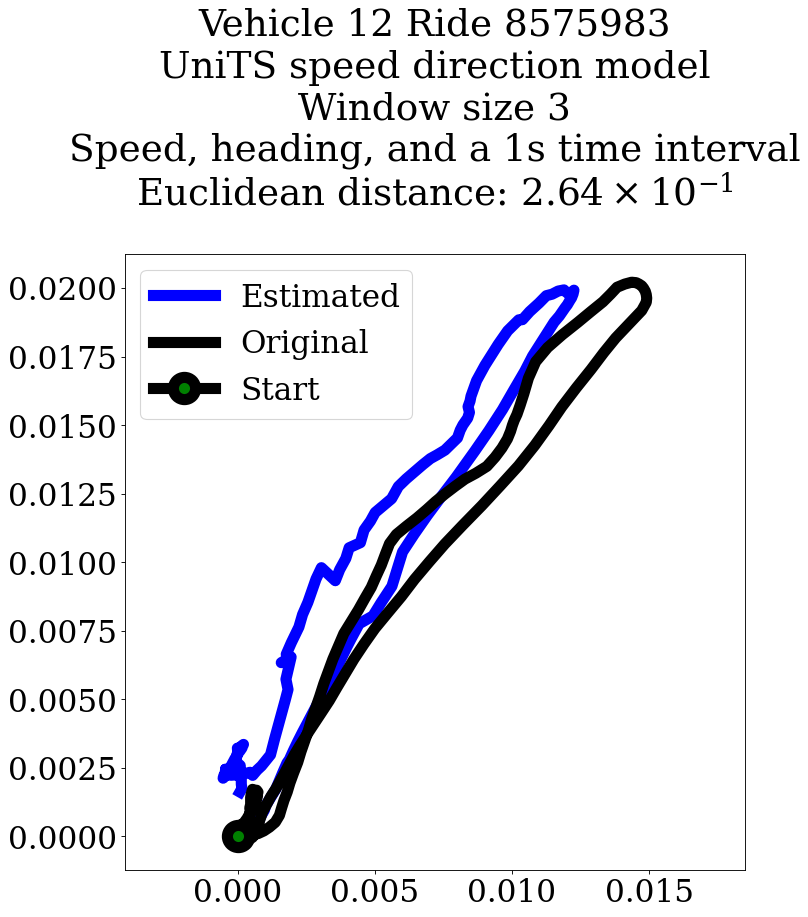 Vehicle 12 Ride 8575983
UniTS speed direction model
Window size 3
Speed, heading, and a 1s time interval
Euclidean distance: 2.64 × 10⁻¹
Estimated
Original
Start
0.0200
0.0175
0.0150
0.0125
0.0100
0.0075
0.0050
0.0025
0.0000
0.000 0.005 0.010 0.015